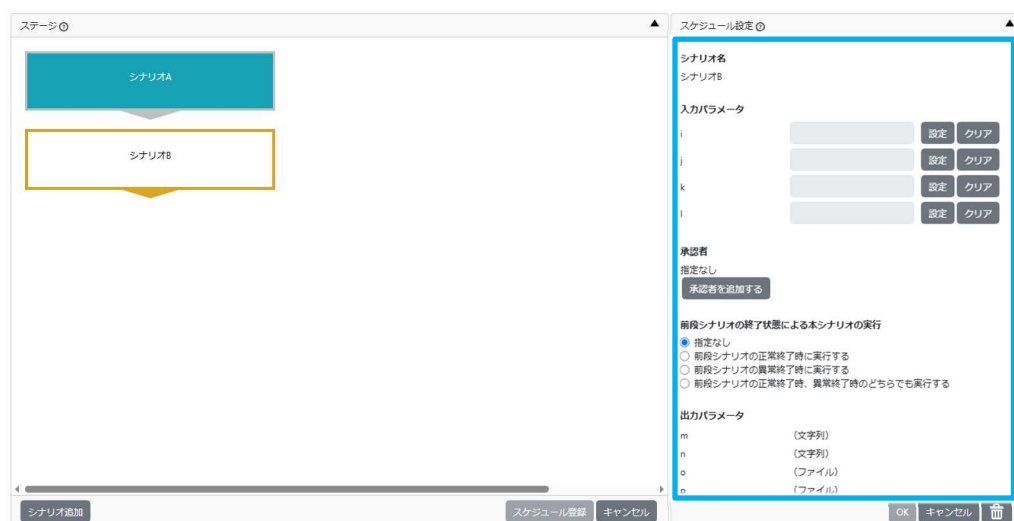 ステージ
シナリオA
シナリオB
シナリオ追加
スケジュール登録 キャンセル
スケジュール設定
シナリオ名
シナリオB
入力パラメータ
i 設定 クリア
j 設定 クリア
k 設定 クリア
l 設定 クリア
承認者
指定なし
承認者を追加する
前段シナリオの終了状態による本シナリオの実行
指定なし
前段シナリオの正常終了時に実行する
前段シナリオの異常終了時に実行する
前段シナリオの正常終了時、異常終了時のどちらでも実行する
出力パラメータ
m (文字列)
n (文字列)
o (ファイル)
p (ファイル)
OK キャンセル